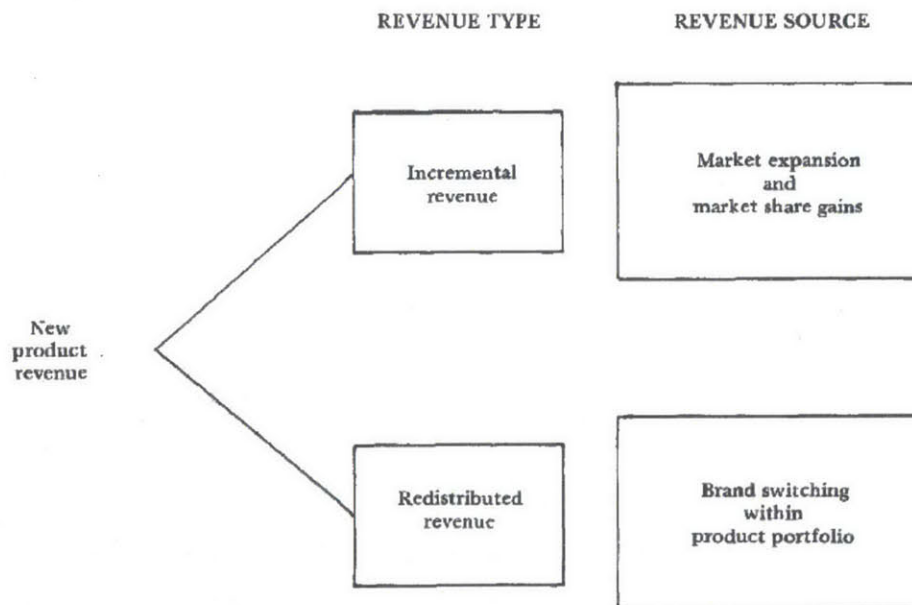 REVENUE TYPE
REVENUE SOURCE
Incremental
revenue
Market expansion
and
market share gains
New
product
revenue
Redistributed
revenue
Brand switching
within
product portfolio